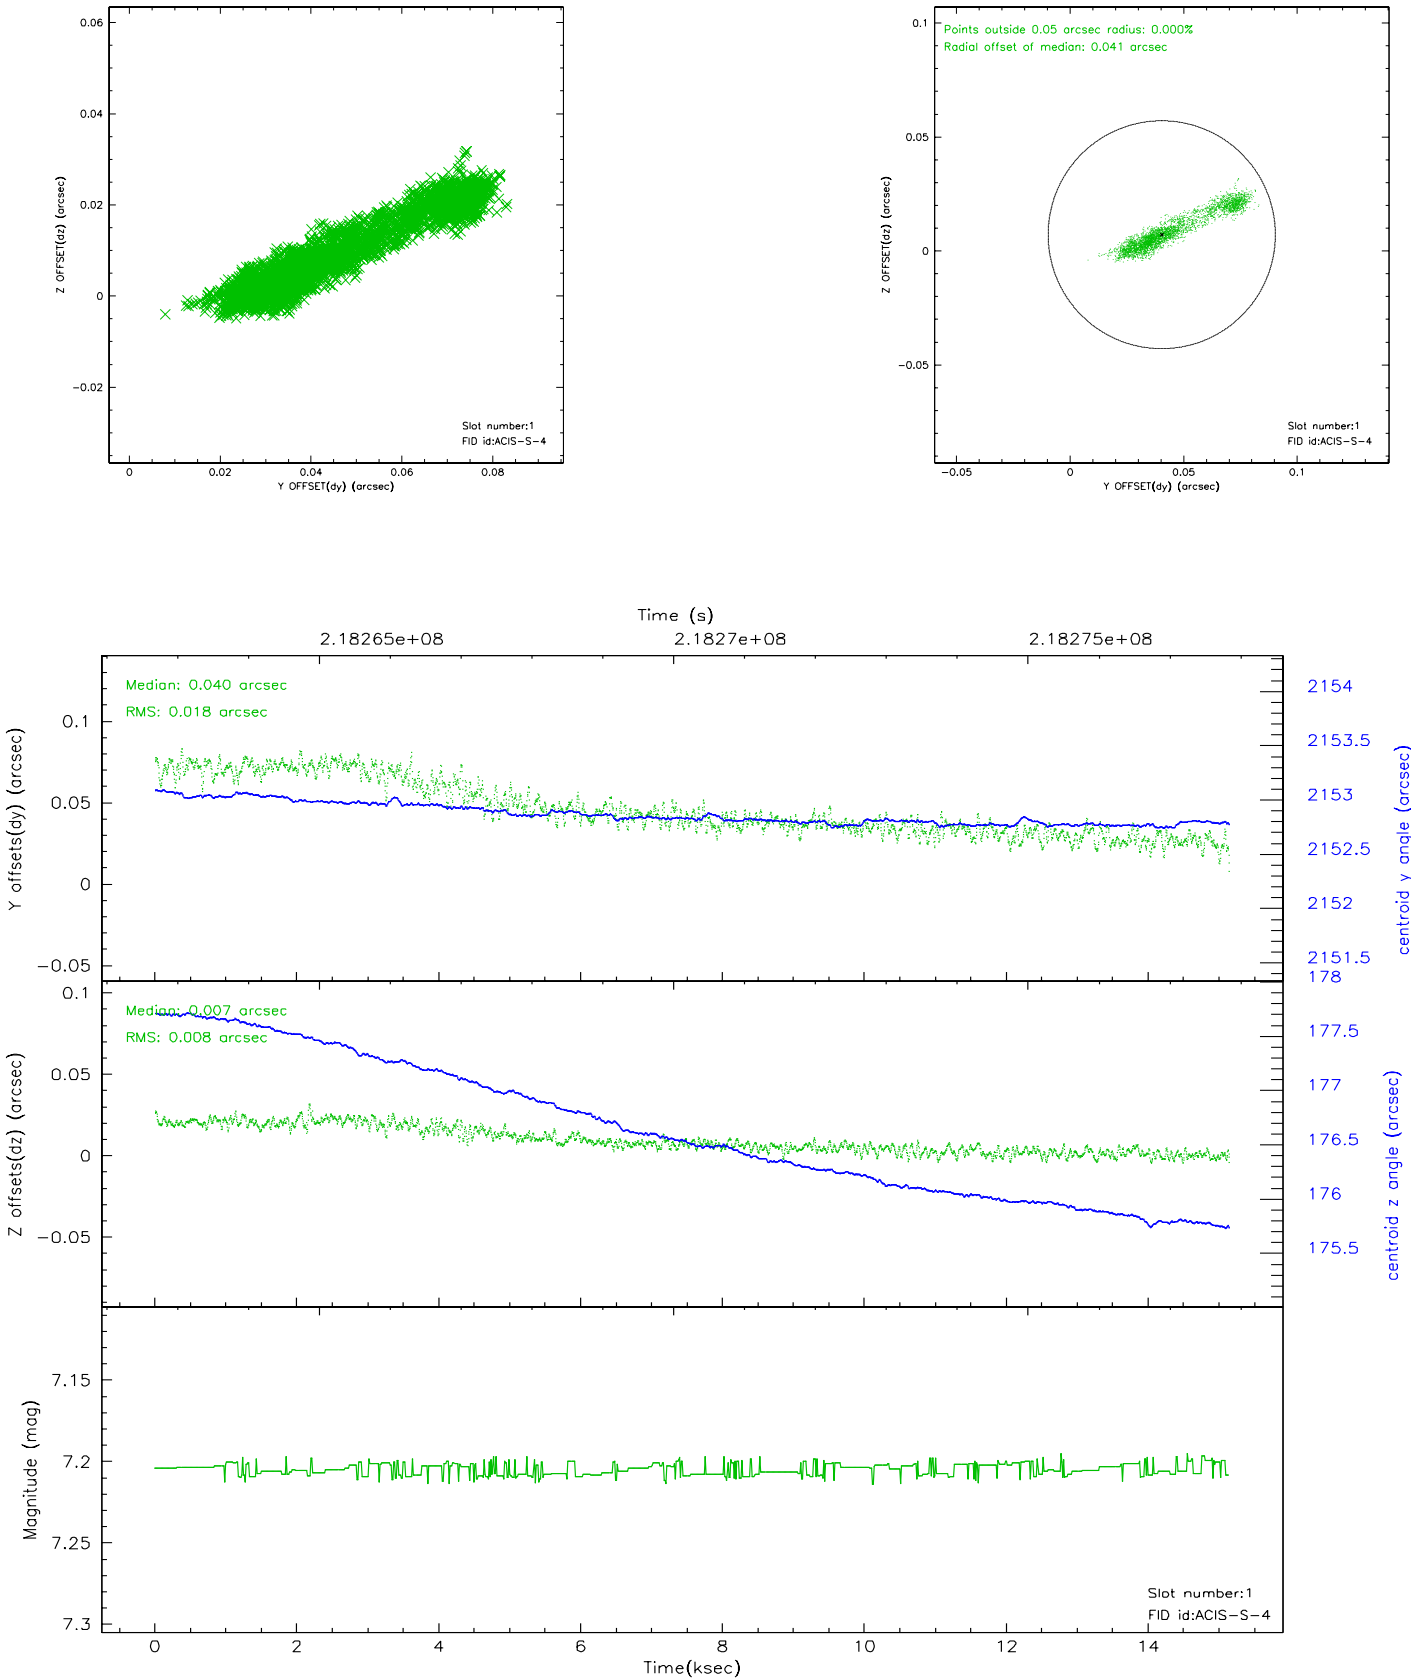 0.06
0.04
0.02
0
−0.02
Z OFFSET(dz) (arcsec)
Slot number:1
FID id:ACIS−S−4
0
0.02
0.04
0.06
0.08
Y OFFSET(dy) (arcsec)
Points outside 0.05 arcsec radius: 0.000%
Radial offset of median: 0.041 arcsec
0.1
0.05
0
−0.05
Z OFFSET(dz) (arcsec)
Slot number:1
FID id:ACIS−S−4
−0.05
0
0.05
0.1
Y OFFSET(dy) (arcsec)
Time (s)
2.18265e+08
2.1827e+08
2.18275e+08
Median: 0.040 arcsec
RMS: 0.018 arcsec
0.1
0.05
0
−0.05
Y offsets(dy) (arcsec)
2154
2153.5
2153
2152.5
2152
2151.5
centroid y angle (arcsec)
Median: 0.007 arcsec
RMS: 0.008 arcsec
0.1
0.05
0
−0.05
Z offsets(dz) (arcsec)
178
177.5
177
176.5
176
175.5
centroid z angle (arcsec)
7.15
7.2
7.25
7.3
Magnitude (mag)
Slot number:1
FID id:ACIS−S−4
0
2
4
6
8
10
12
14
Time(ksec)